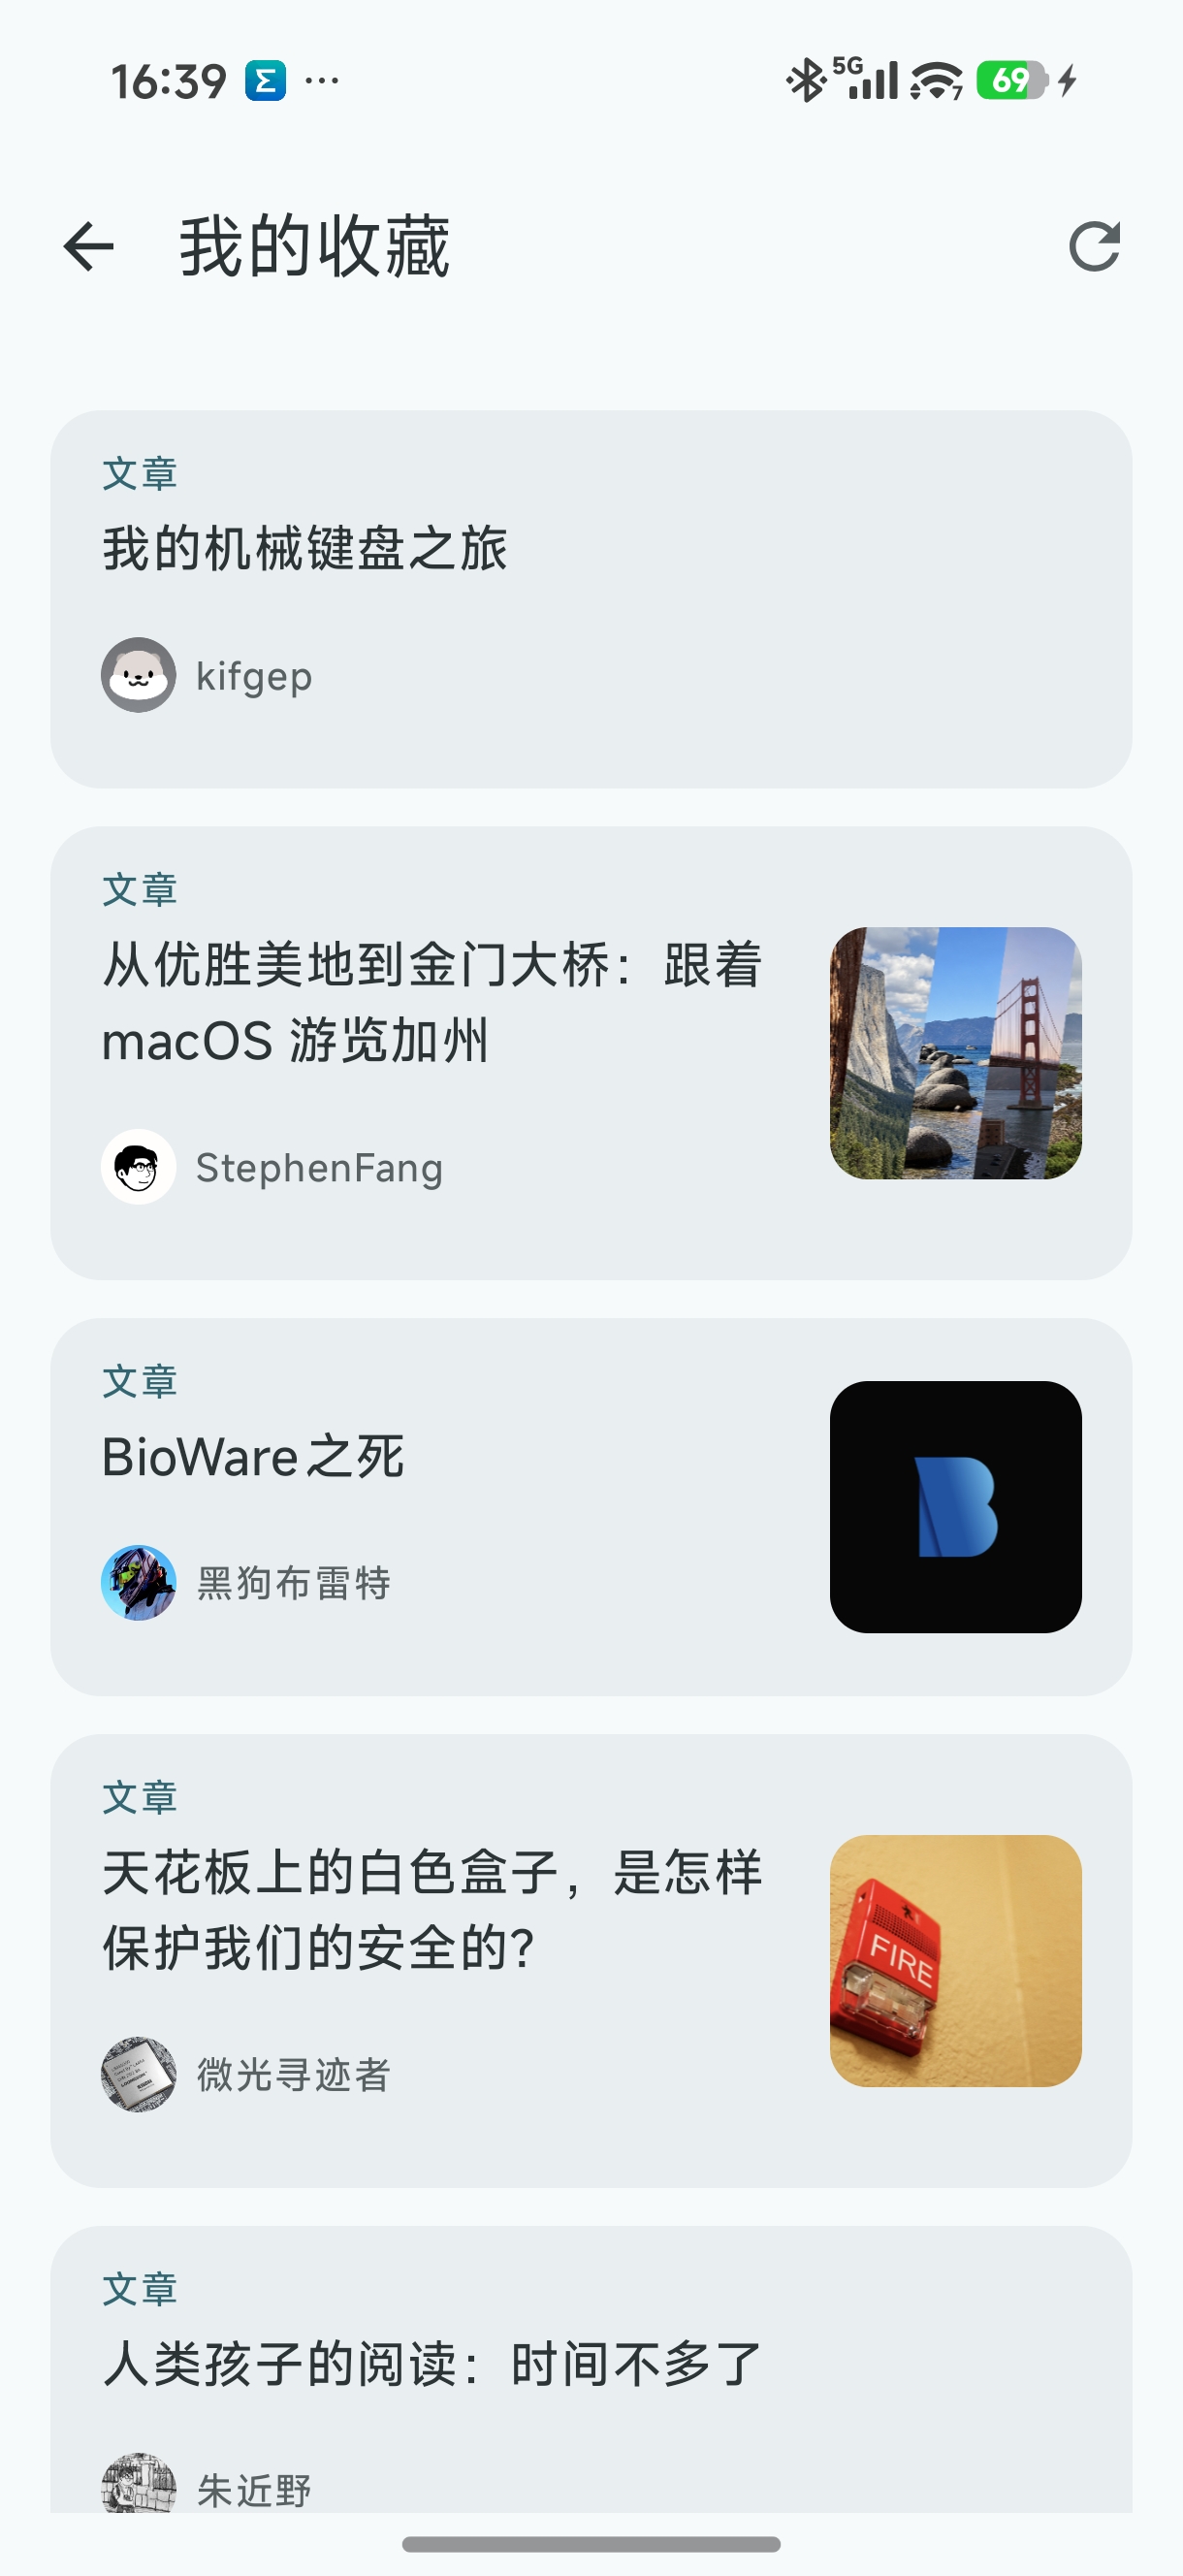 16:39 Σ ··· 5G 7 69
我的收藏
文章
我的机械键盘之旅
kifgep
文章
从优胜美地到金门大桥：跟着
macOS 游览加州
StephenFang
文章
BioWare之死
B
黑狗布雷特
文章
天花板上的白色盒子，是怎样
保护我们的安全的？
FIRE
微光寻迹者
文章
人类孩子的阅读：时间不多了
朱近野